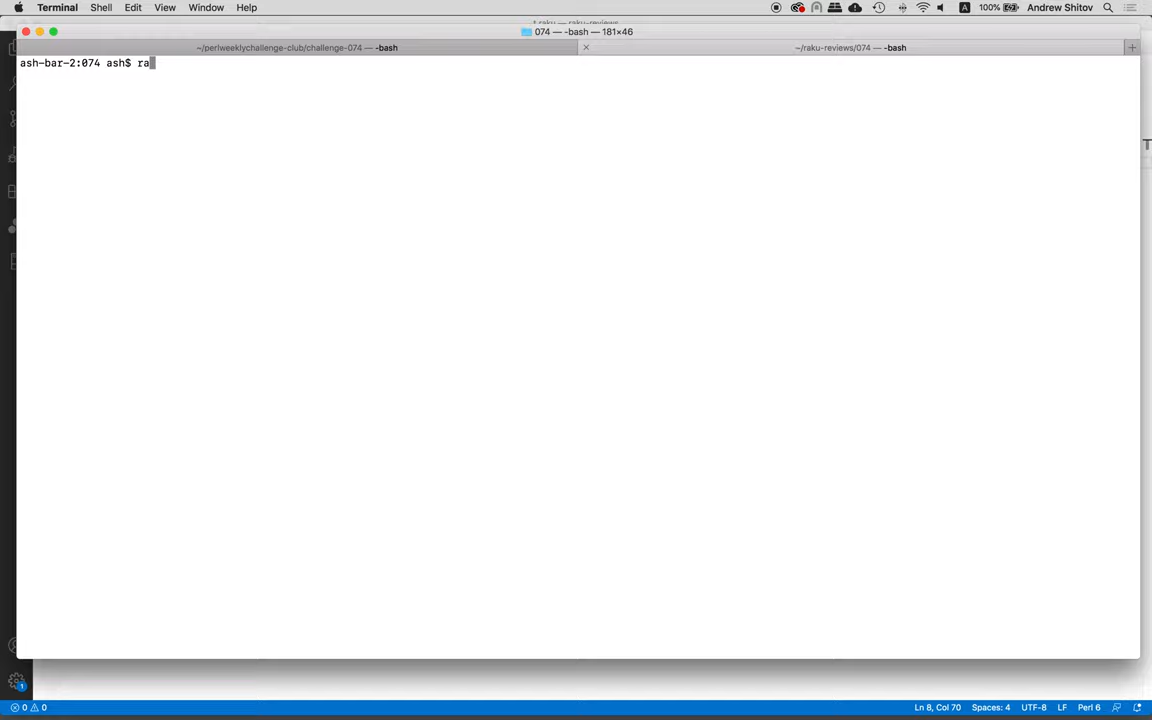 Terminal Shell Edit View Window Help 100% Andrew Shitov
074 — -bash — 181×46
~/perlweeklychallenge-club/challenge-074 — -bash ~/raku-reviews/074 — -bash
ash-bar-2:074 ash$ ra
0 0 Ln 8, Col 70 Spaces: 4 UTF-8 LF Perl 6